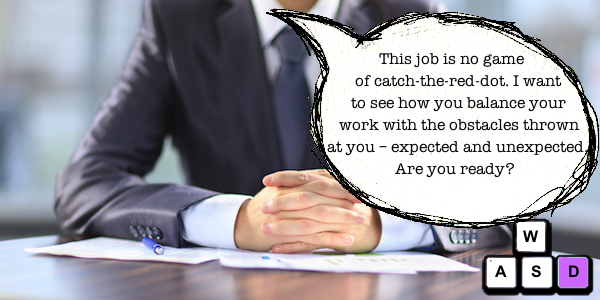 This job is no game
of catch-the-red-dot. I want
to see how you balance your
work with the obstacles thrown
at you – expected and unexpected.
Are you ready?
W
A S D